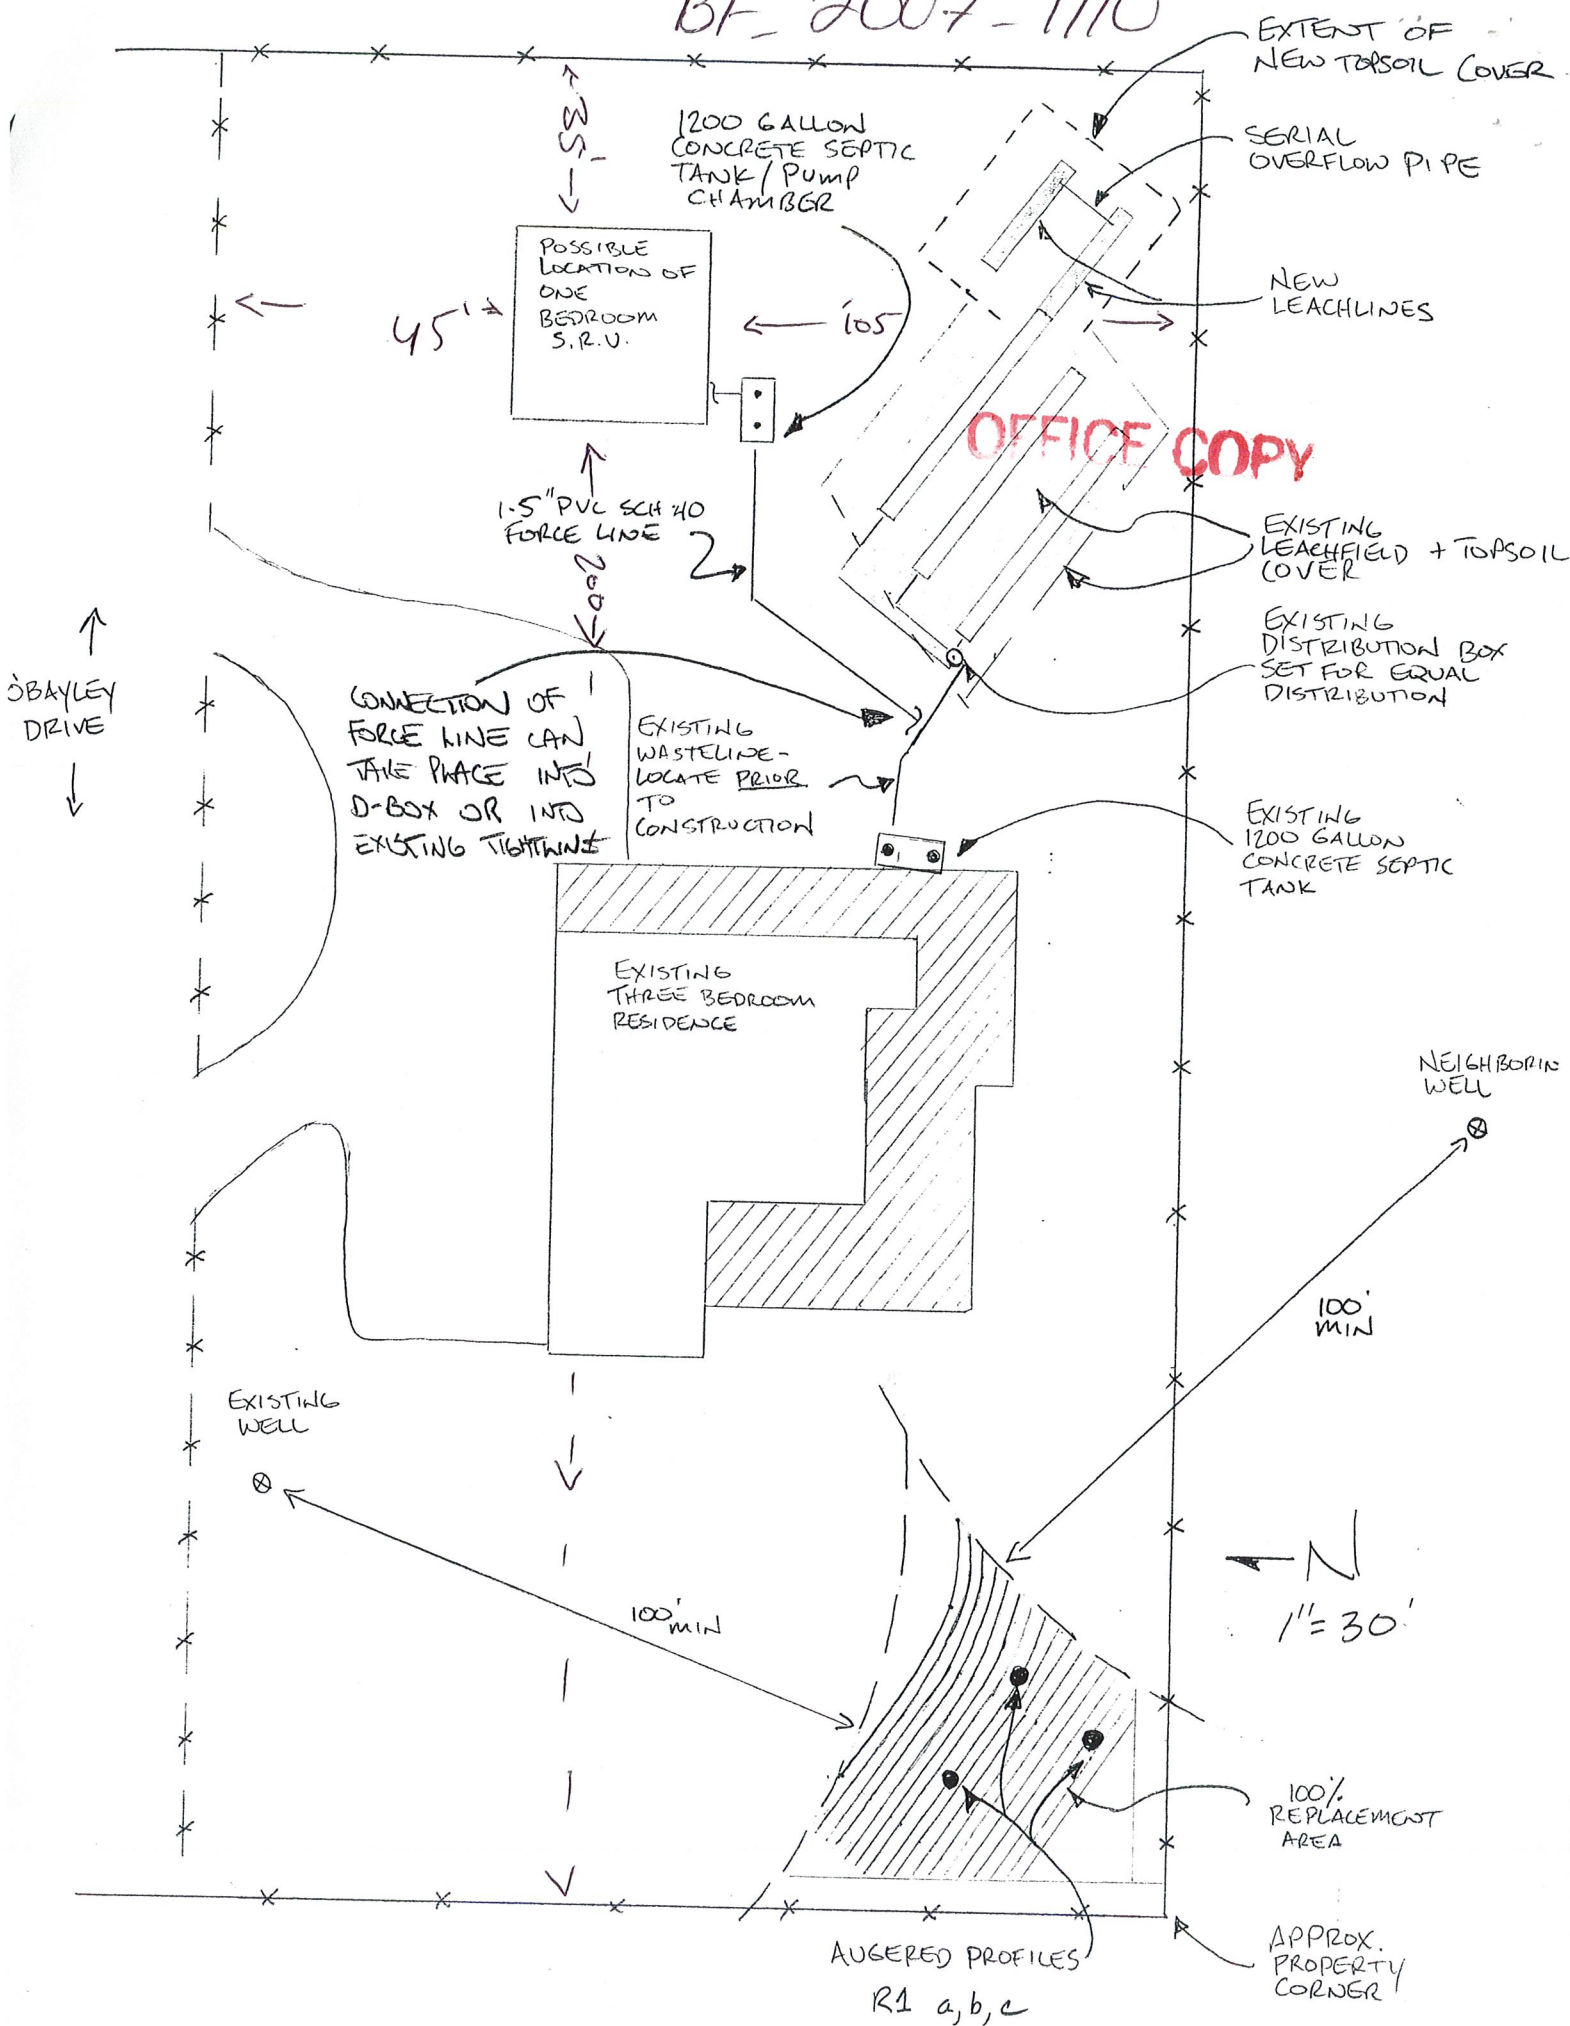 BF_2007-1110
EXTENT OF
NEW TOPSOIL COVER
35'
1200 GALLON
CONCRETE SEPTIC
TANK/PUMP
CHAMBER
SERIAL
OVERFLOW PIPE
POSSIBLE
LOCATION OF
ONE
BEDROOM
S.R.U.
45'
105
NEW
LEACHLINES
OFFICE COPY
1.5" PVC SCH 40
FORCE LINE
200
EXISTING
LEACHFIELD + TOPSOIL
COVER
EXISTING
DISTRIBUTION BOX
SET FOR EQUAL
DISTRIBUTION
BAYLEY
DRIVE
CONNECTION OF
FORCE LINE CAN
TAKE PLACE INTO
D-BOX OR INTO
EXISTING TIGHTLINE
EXISTING
WASTELINE-
LOCATE PRIOR
TO
CONSTRUCTION
EXISTING
1200 GALLON
CONCRETE SEPTIC
TANK
EXISTING
THREE BEDROOM
RESIDENCE
NEIGHBORIN
WELL
100'
MIN
EXISTING
WELL
100'
MIN
N
1"=30'
100%
REPLACEMENT
AREA
AUGERED PROFILES
R1 a,b,c
APPROX.
PROPERTY
CORNER